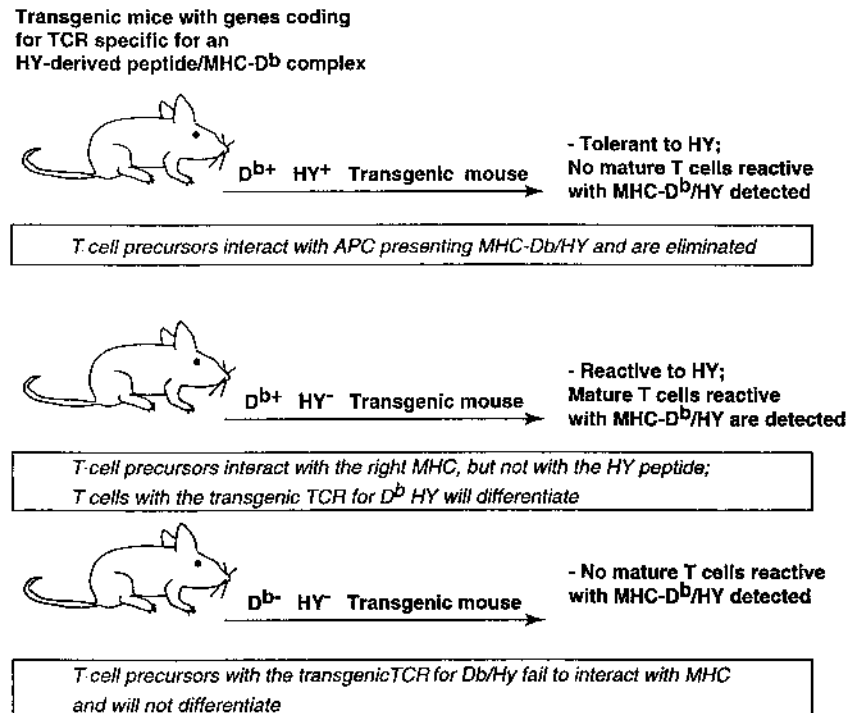 Transgenic mice with genes coding
for TCR specific for an
HY-derived peptide/MHC-Db complex
Db+ HY+ Transgenic mouse
- Tolerant to HY;
No mature T cells reactive
with MHC-Db/HY detected
T cell precursors interact with APC presenting MHC-Db/HY and are eliminated
Db+ HY- Transgenic mouse
- Reactive to HY;
Mature T cells reactive
with MHC-Db/HY are detected
T cell precursors interact with the right MHC, but not with the HY peptide;
T cells with the transgenic TCR for Db HY will differentiate
Db- HY- Transgenic mouse
- No mature T cells reactive
with MHC-Db/HY detected
T cell precursors with the transgenicTCR for Db/Hy fail to interact with MHC
and will not differentiate